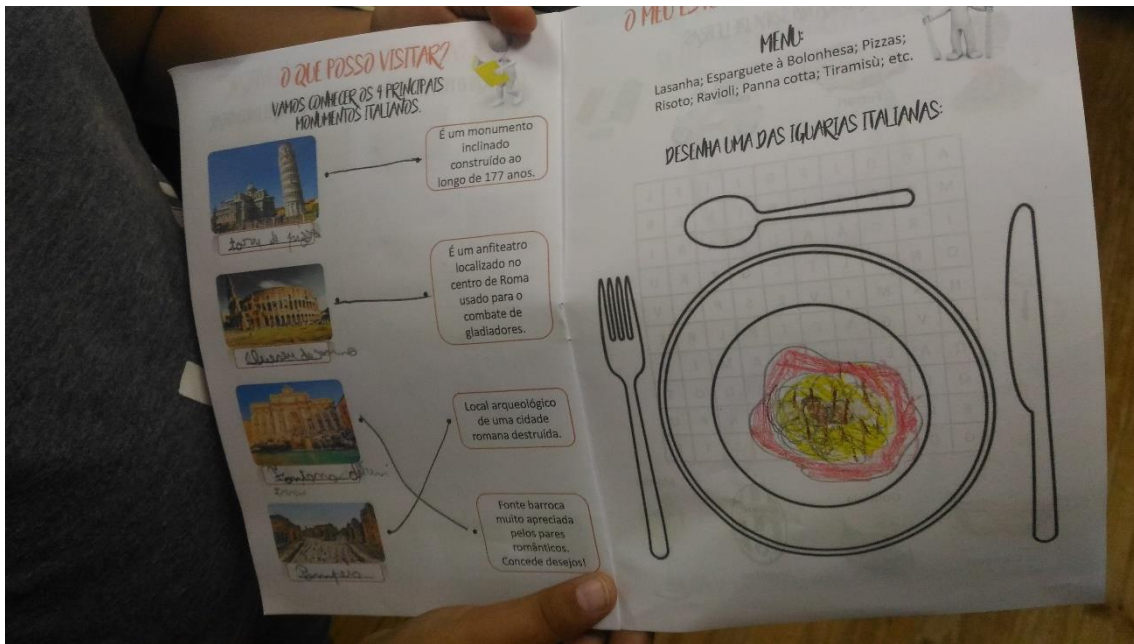 O QUE POSSO VISITAR?
VAMOS CONHECER OS 4 PRINCIPAIS
MONUMENTOS ITALIANOS.
É um monumento
inclinado
construído ao
longo de 177 anos.
torre de
É um anfiteatro
localizado no
centro de Roma
usado para o
combate de
gladiadores.
Local arqueológico
de uma cidade
romana destruída.
Fonte barroca
muito apreciada
pelos pares
românticos.
Concede desejos!
O MEU
MENU:
Lasanha; Esparguete à Bolonhesa; Pizzas;
Risoto; Ravioli; Panna cotta; Tiramisù; etc.
DESENHA UMA DAS IGUARIAS ITALIANAS: